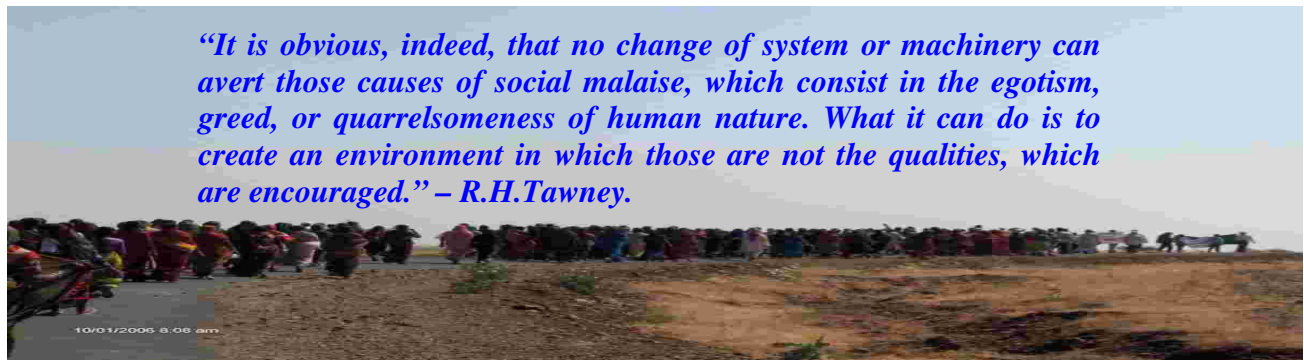 “It is obvious, indeed, that no change of system or machinery can
avert those causes of social malaise, which consist in the egotism,
greed, or quarrelsomeness of human nature. What it can do is to
create an environment in which those are not the qualities, which
are encouraged.” – R.H.Tawney.
10/01/2006 8:08 am